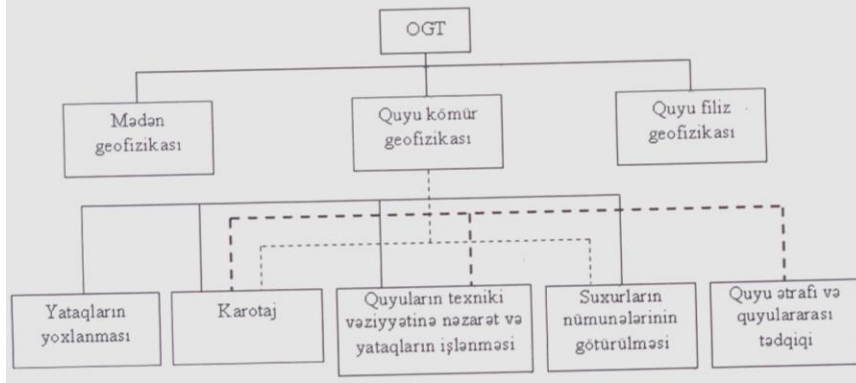 OGT
Mədən
geofizikası
Quyu kömür
geofizikası
Quyu filiz
geofizikası
Yataqların
yoxlanması
Karotaj
Quyuların texniki
vəziyyətinə nəzarət və
yataqların işlənməsi
Suxurların
nümunələrinin
götürülməsi
Quyu ətrafı və
quyulararası
tədqiqi